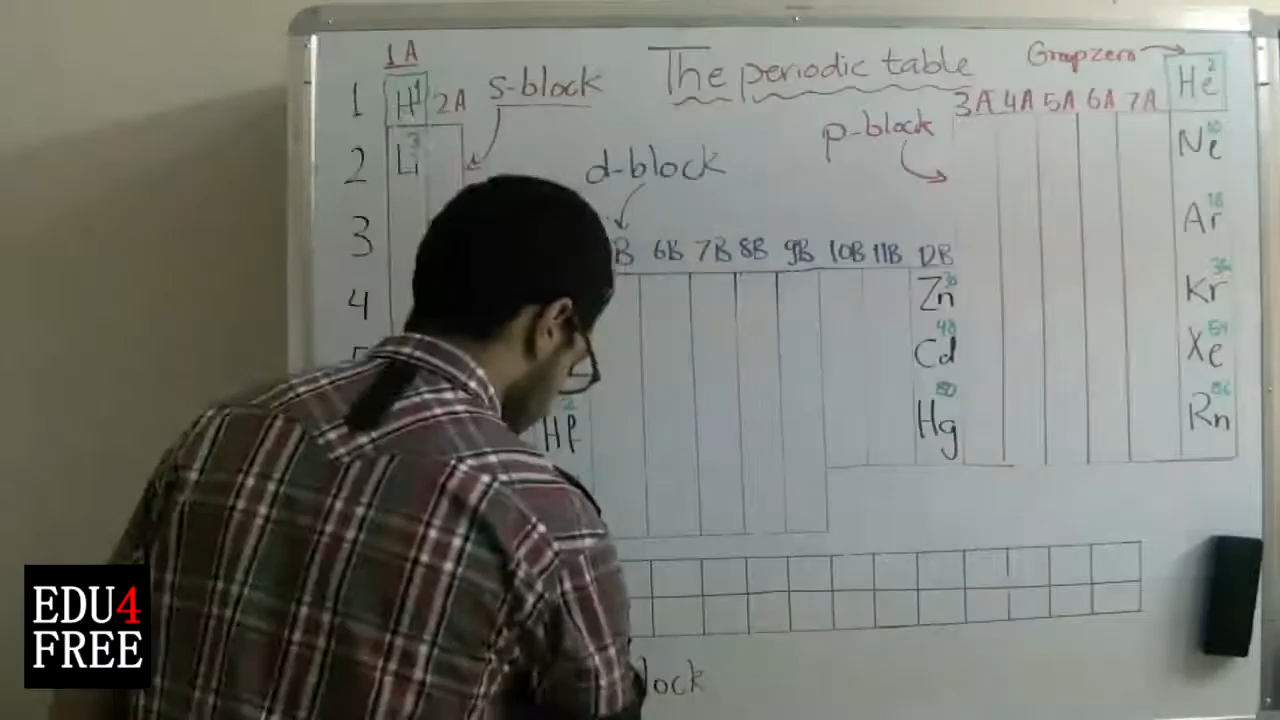 1A
The periodic table
Group zero
1 H 1 2A s-block
He 2
3A 4A 5A 6A 7A
p-block
2 Li 3
d-block
Ne 10
3
Ar 18
B 6B 7B 8B 9B 10B 11B
4
Zn 30
Kr 36
Cd 48
Xe 54
Hf
Hg 80
Rn 86
lock
EDU4
FREE